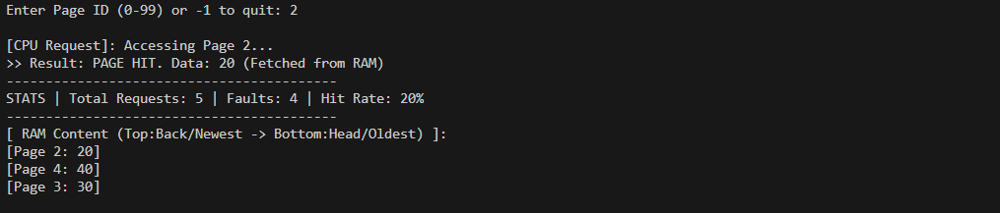 Enter Page ID (0-99) or -1 to quit: 2
[CPU Request]: Accessing Page 2...
>> Result: PAGE HIT. Data: 20 (Fetched from RAM)
------------------------------------------
STATS | Total Requests: 5 | Faults: 4 | Hit Rate: 20%
------------------------------------------
[ RAM Content (Top:Back/Newest -> Bottom:Head/Oldest) ]:
[Page 2: 20]
[Page 4: 40]
[Page 3: 30]